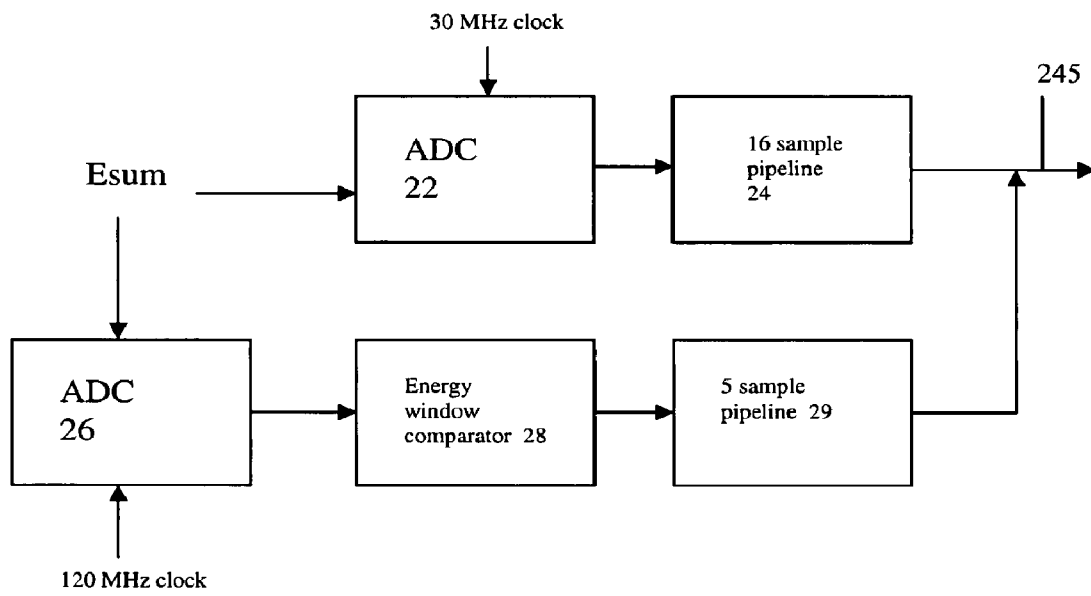 30 MHz clock
245
ADC
22
16 sample
pipeline
24
Esum
ADC
26
Energy
window
comparator 28
5 sample
pipeline 29
120 MHz clock